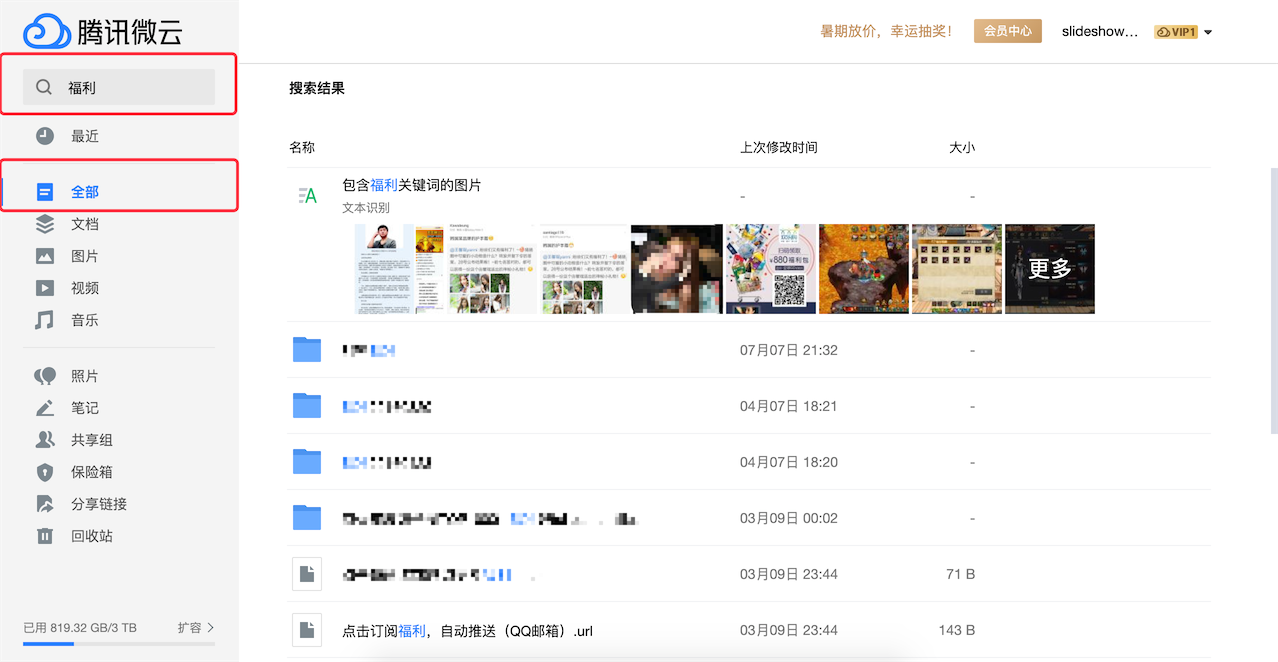 腾讯微云
暑期放价，幸运抽奖！
会员中心
slideshow...
VIP1
福利
最近
全部
文档
图片
视频
音乐
照片
笔记
共享组
保险箱
分享链接
回收站
已用 819.32 GB/3 TB
扩容
搜索结果
名称 上次修改时间 大小
包含福利关键词的图片 - -
文本识别
更多
07月07日 21:32 -
04月07日 18:21 -
04月07日 18:20 -
03月09日 00:02 -
03月09日 23:44 71 B
点击订阅福利，自动推送（QQ邮箱）.url 03月09日 23:44 143 B